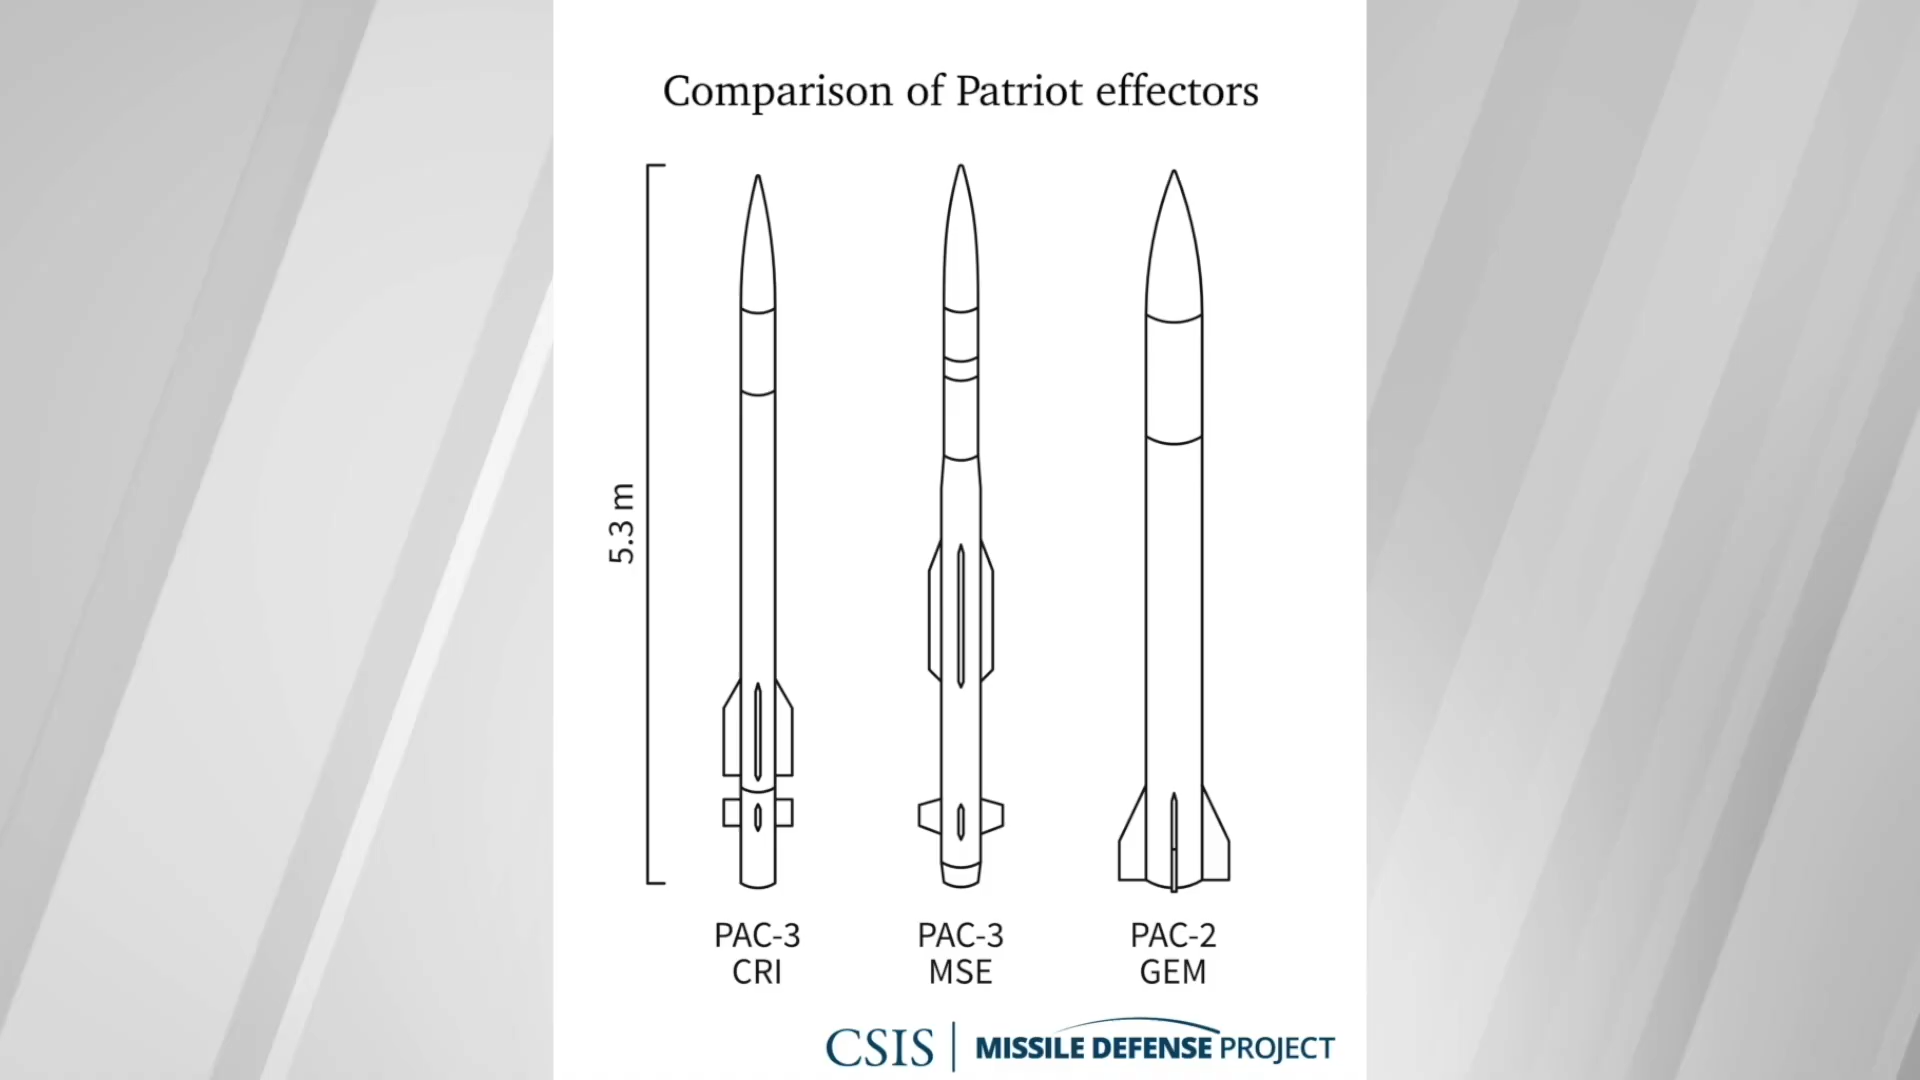 Comparison of Patriot effectors
5.3 m
PAC-3
CRI
PAC-3
MSE
PAC-2
GEM
CSIS | MISSILE DEFENSE PROJECT